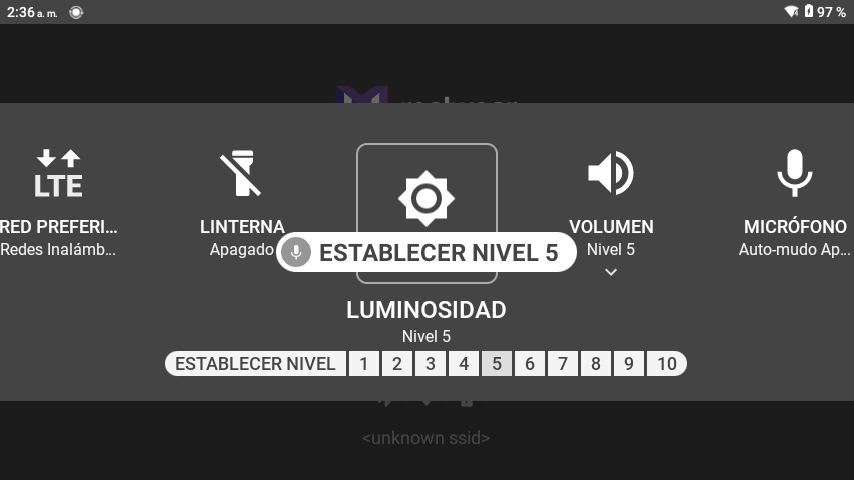 2:36 a. m.
97 %
LTE
RED PREFERI...
Redes Inalámb...
LINTERNA
Apagado
VOLUMEN
Nivel 5
MICRÓFONO
Auto-mudo Ap...
ESTABLECER NIVEL 5
LUMINOSIDAD
Nivel 5
ESTABLECER NIVEL 1 2 3 4 5 6 7 8 9 10
<unknown ssid>